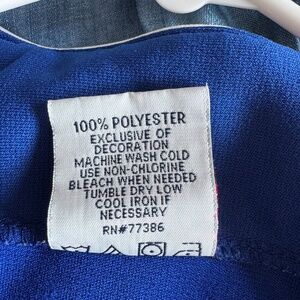 100% POLYESTER
EXCLUSIVE OF
DECORATION
MACHINE WASH COLD
USE NON-CHLORINE
BLEACH WHEN NEEDED
TUMBLE DRY LOW
COOL IRON IF
NECESSARY
RN#77386